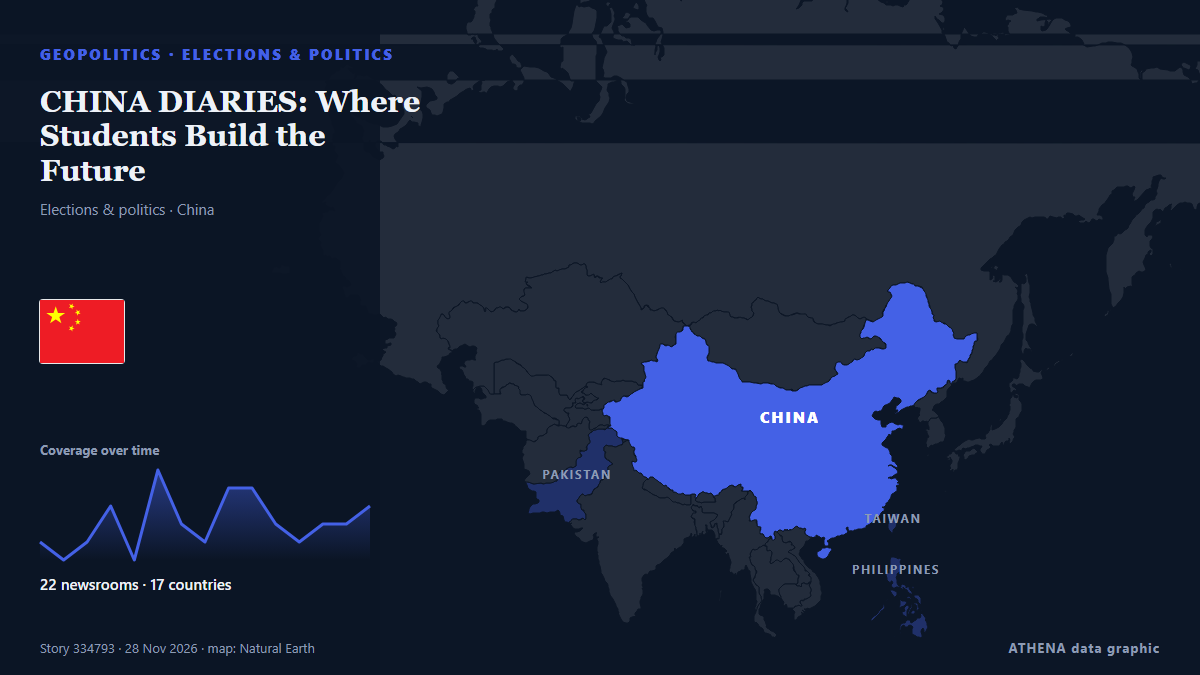 GEOPOLITICS · ELECTIONS & POLITICS
CHINA DIARIES: Where
Students Build the
Future
Elections & politics · China
CHINA
PAKISTAN
TAIWAN
PHILIPPINES
Coverage over time
22 newsrooms · 17 countries
Story 334793 · 28 Nov 2026 · map: Natural Earth
ATHENA data graphic